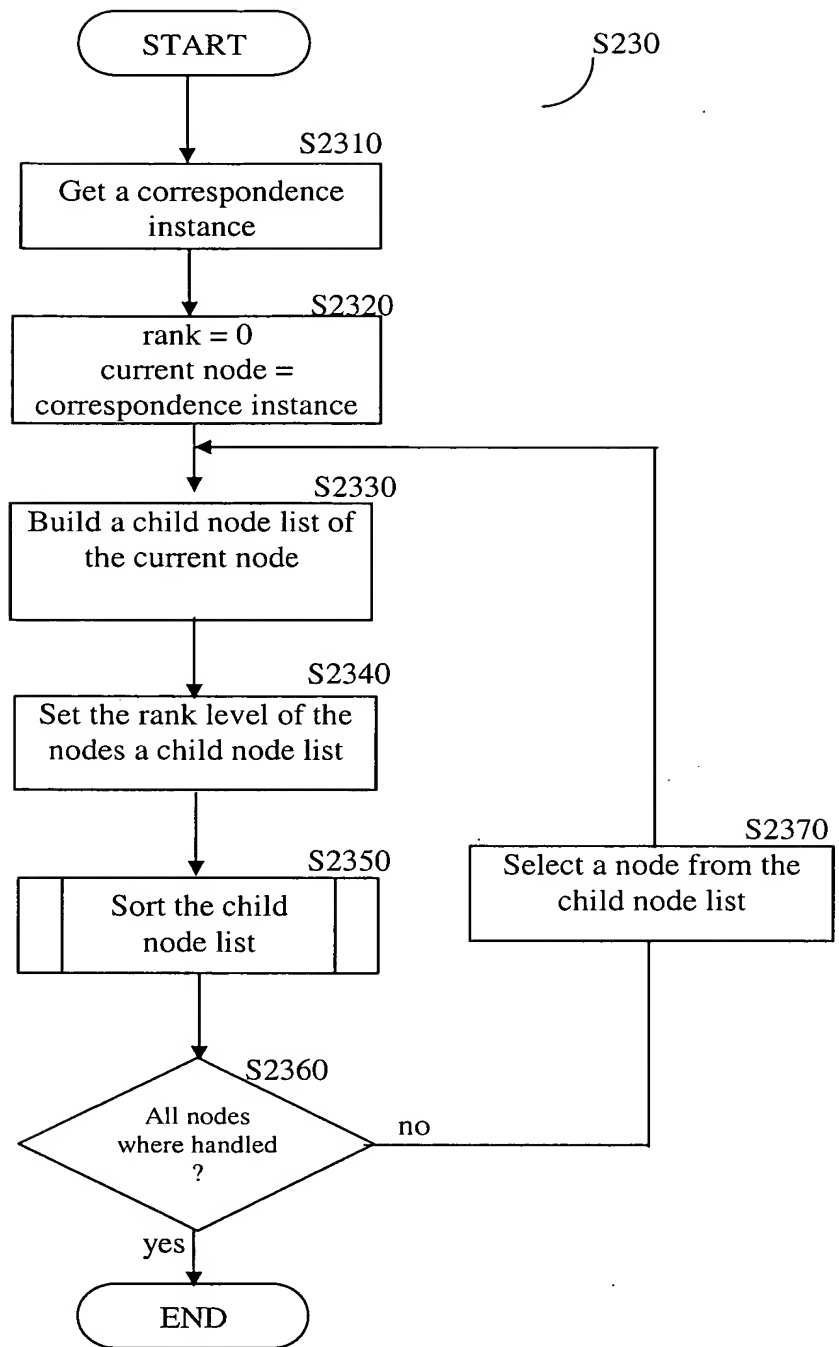 START
S230
S2310
Get a correspondence
instance
S2320
rank = 0
current node =
correspondence instance
S2330
Build a child node list of
the current node
S2340
Set the rank level of the
nodes a child node list
S2350
Sort the child
node list
S2370
Select a node from the
child node list
S2360
All nodes
where handled
?
no
yes
END